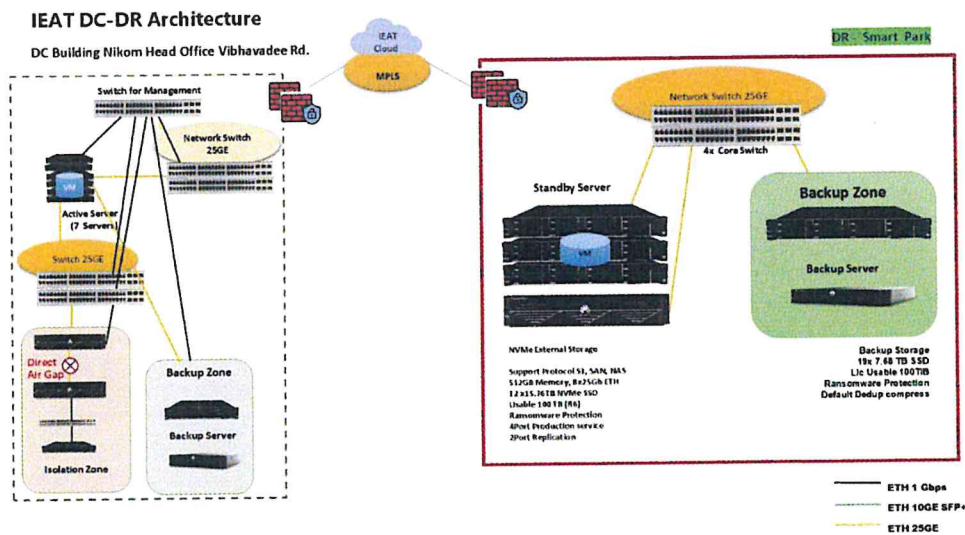 IEAT DC-DR Architecture
DC Building Nikom Head Office Vibhavadee Rd.
IEAT
Cloud
MPLS
DR - Smart Park
Switch for Management
Network Switch
25GE
VM
Active Server
(7 Servers)
Switch 25GE
Direct
Air Gap
Isolation Zone
Backup Zone
Backup Server
Network Switch 25GE
4x Core Switch
Standby Server
VM
Backup Zone
Backup Server
NVMe External Storage
Support Protocol S3, SAN, NAS
512GB Memory, 8x25Gb ETH
12 x15.36TB NVMe SSD
Usable 100 TB (R6)
Ransomware Protection
4Port Production service
2Port Replication
Backup Storage
19x 7.68 TB SSD
Lic Usable 100TiB
Ransomware Protection
Default Dedup compress
ETH 1 Gbps
ETH 10GE SFP+
ETH 25GE